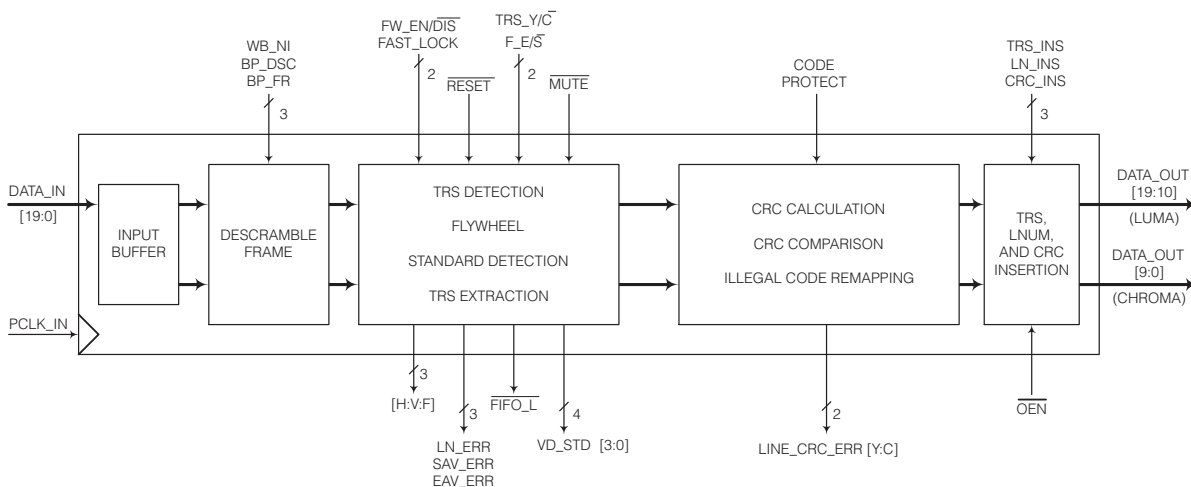 WB_NI
BP_DSC
BP_FR
3
FW_EN/DIS
FAST_LOCK
2
RESET
TRS_Y/C
F_E/S
2
MUTE
CODE
PROTECT
TRS_INS
LN_INS
CRC_INS
3
DATA_IN
[19:0]
PCLK_IN
INPUT
BUFFER
DESCRAMBLE
FRAME
TRS DETECTION
FLYWHEEL
STANDARD DETECTION
TRS EXTRACTION
CRC CALCULATION
CRC COMPARISON
ILLEGAL CODE REMAPPING
TRS,
LNUM,
AND CRC
INSERTION
DATA_OUT
[19:10]
(LUMA)
DATA_OUT
[9:0]
(CHROMA)
3
[H:V:F]
3
LN_ERR
SAV_ERR
EAV_ERR
FIFO_L
4
VD_STD [3:0]
2
LINE_CRC_ERR [Y:C]
OEN